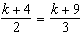 (k+4)/2 = (k+9)/3